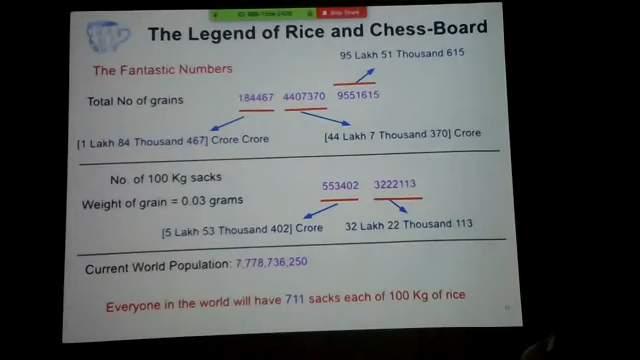 The Legend of Rice and Chess-Board
95 Lakh 51 Thousand 615
The Fantastic Numbers
Total No of grains 184467 4407370 9551615
[1 Lakh 84 Thousand 467] Crore Crore [44 Lakh 7 Thousand 370] Crore
No. of 100 Kg sacks 553402 3222113
Weight of grain = 0.03 grams
[5 Lakh 53 Thousand 402] Crore 32 Lakh 22 Thousand 113
Current World Population: 7,778,736,250
Everyone in the world will have 711 sacks each of 100 Kg of rice